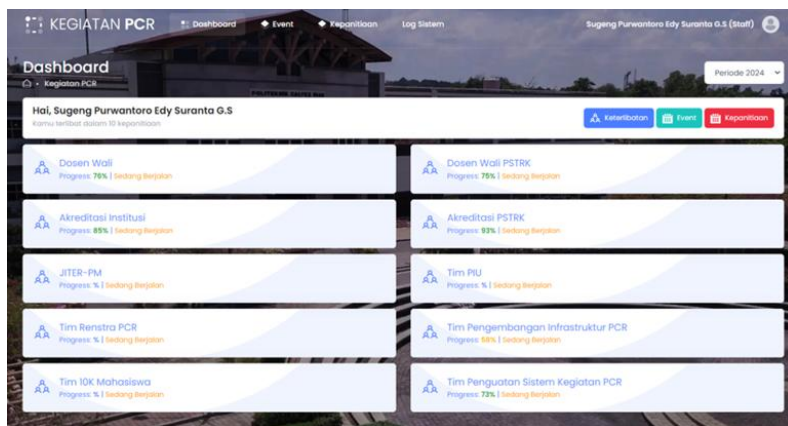 KEGIATAN PCR
Dashboard
Event
Kepanitiaan
Log Sistem
Sugeng Purwantoro Edy Suranta G.S (Staff)
Dashboard
Kegiatan PCR
Periode 2024
Hai, Sugeng Purwantoro Edy Suranta G.S
Kamu terlibat dalam 10 kepanitiaan
Keterlibatan
Event
Kepanitiaan
Dosen Wali
Progress: 76% | Sedang Berjalan
Dosen Wali PSTRK
Progress: 75% | Sedang Berjalan
Akreditasi Institusi
Progress: 85% | Sedang Berjalan
Akreditasi PSTRK
Progress: 93% | Sedang Berjalan
JITER-PM
Progress: % | Sedang Berjalan
Tim PIU
Progress: % | Sedang Berjalan
Tim Renstra PCR
Progress: % | Sedang Berjalan
Tim Pengembangan Infrastruktur PCR
Progress: 58% | Sedang Berjalan
Tim 10K Mahasiswa
Progress: % | Sedang Berjalan
Tim Penguatan Sistem Kegiatan PCR
Progress: 73% | Sedang Berjalan